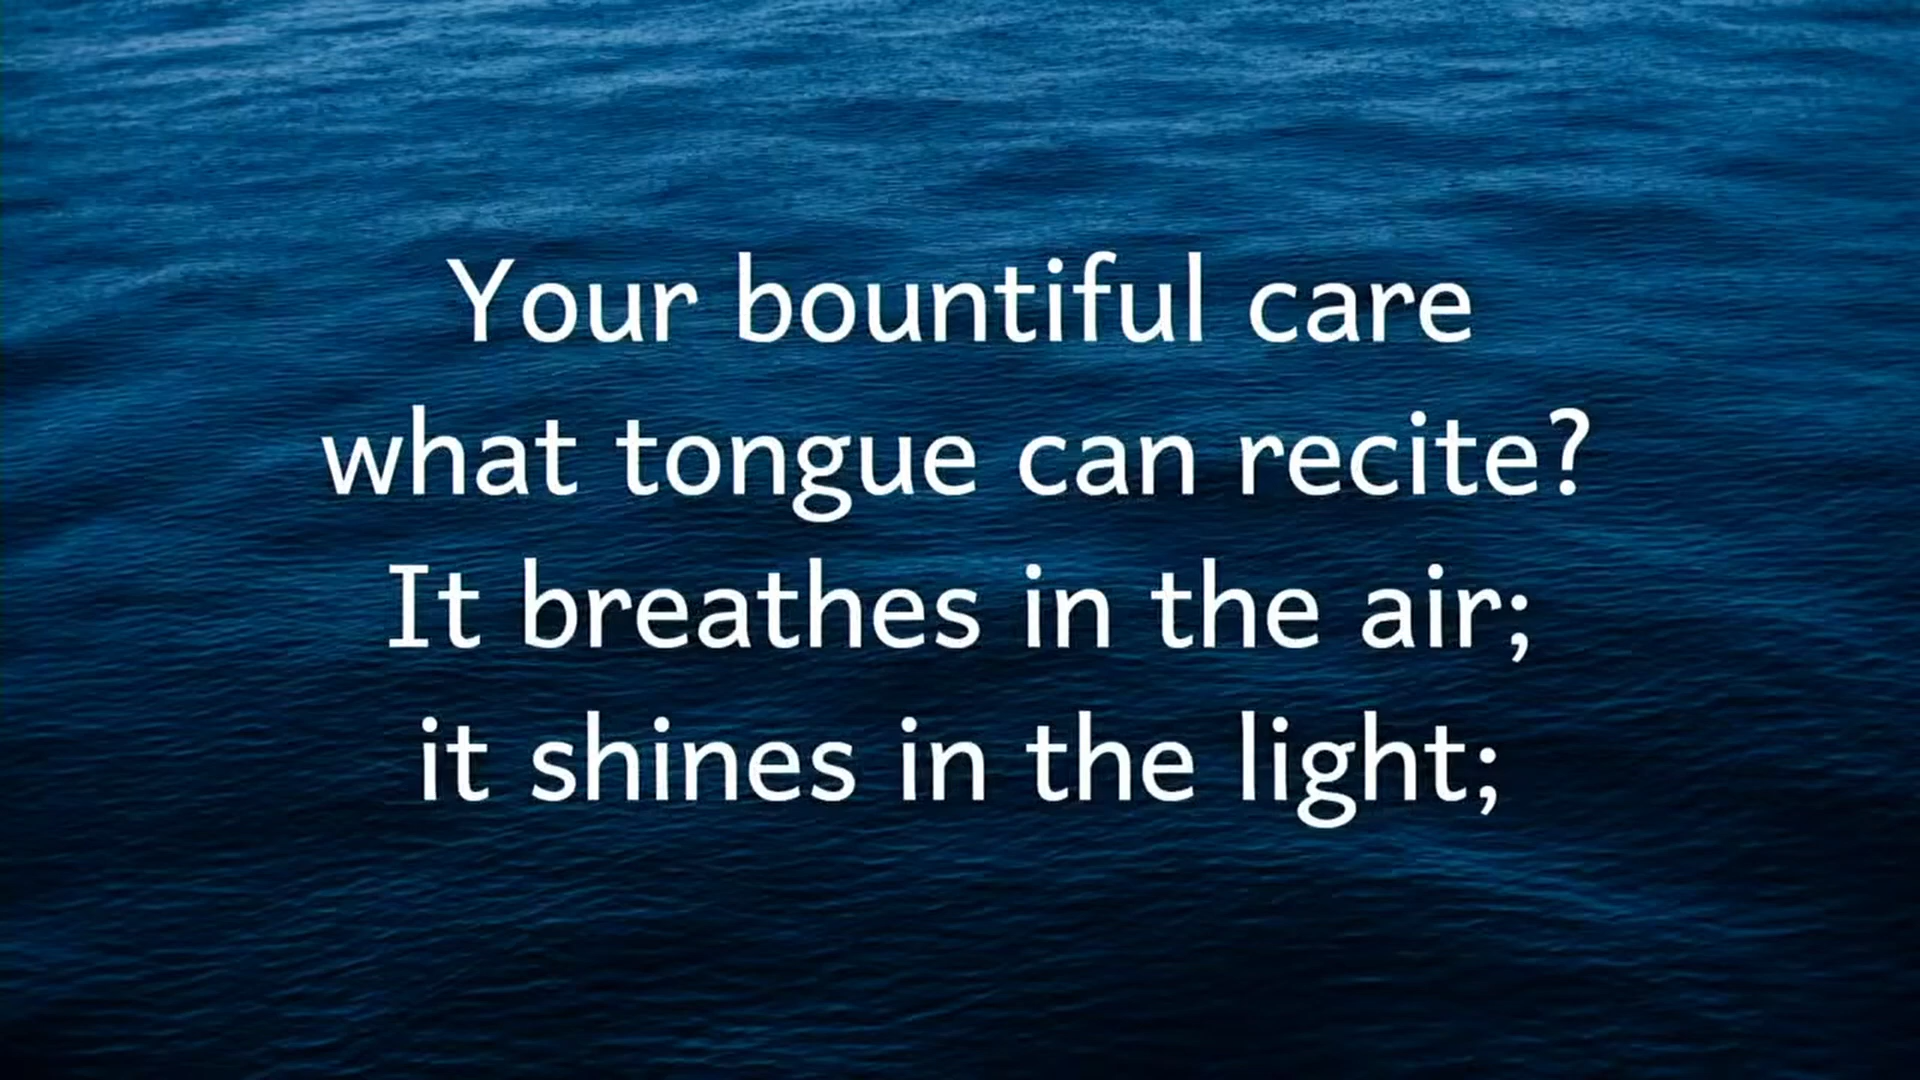 Your bountiful care
what tongue can recite?
It breathes in the air;
it shines in the light;